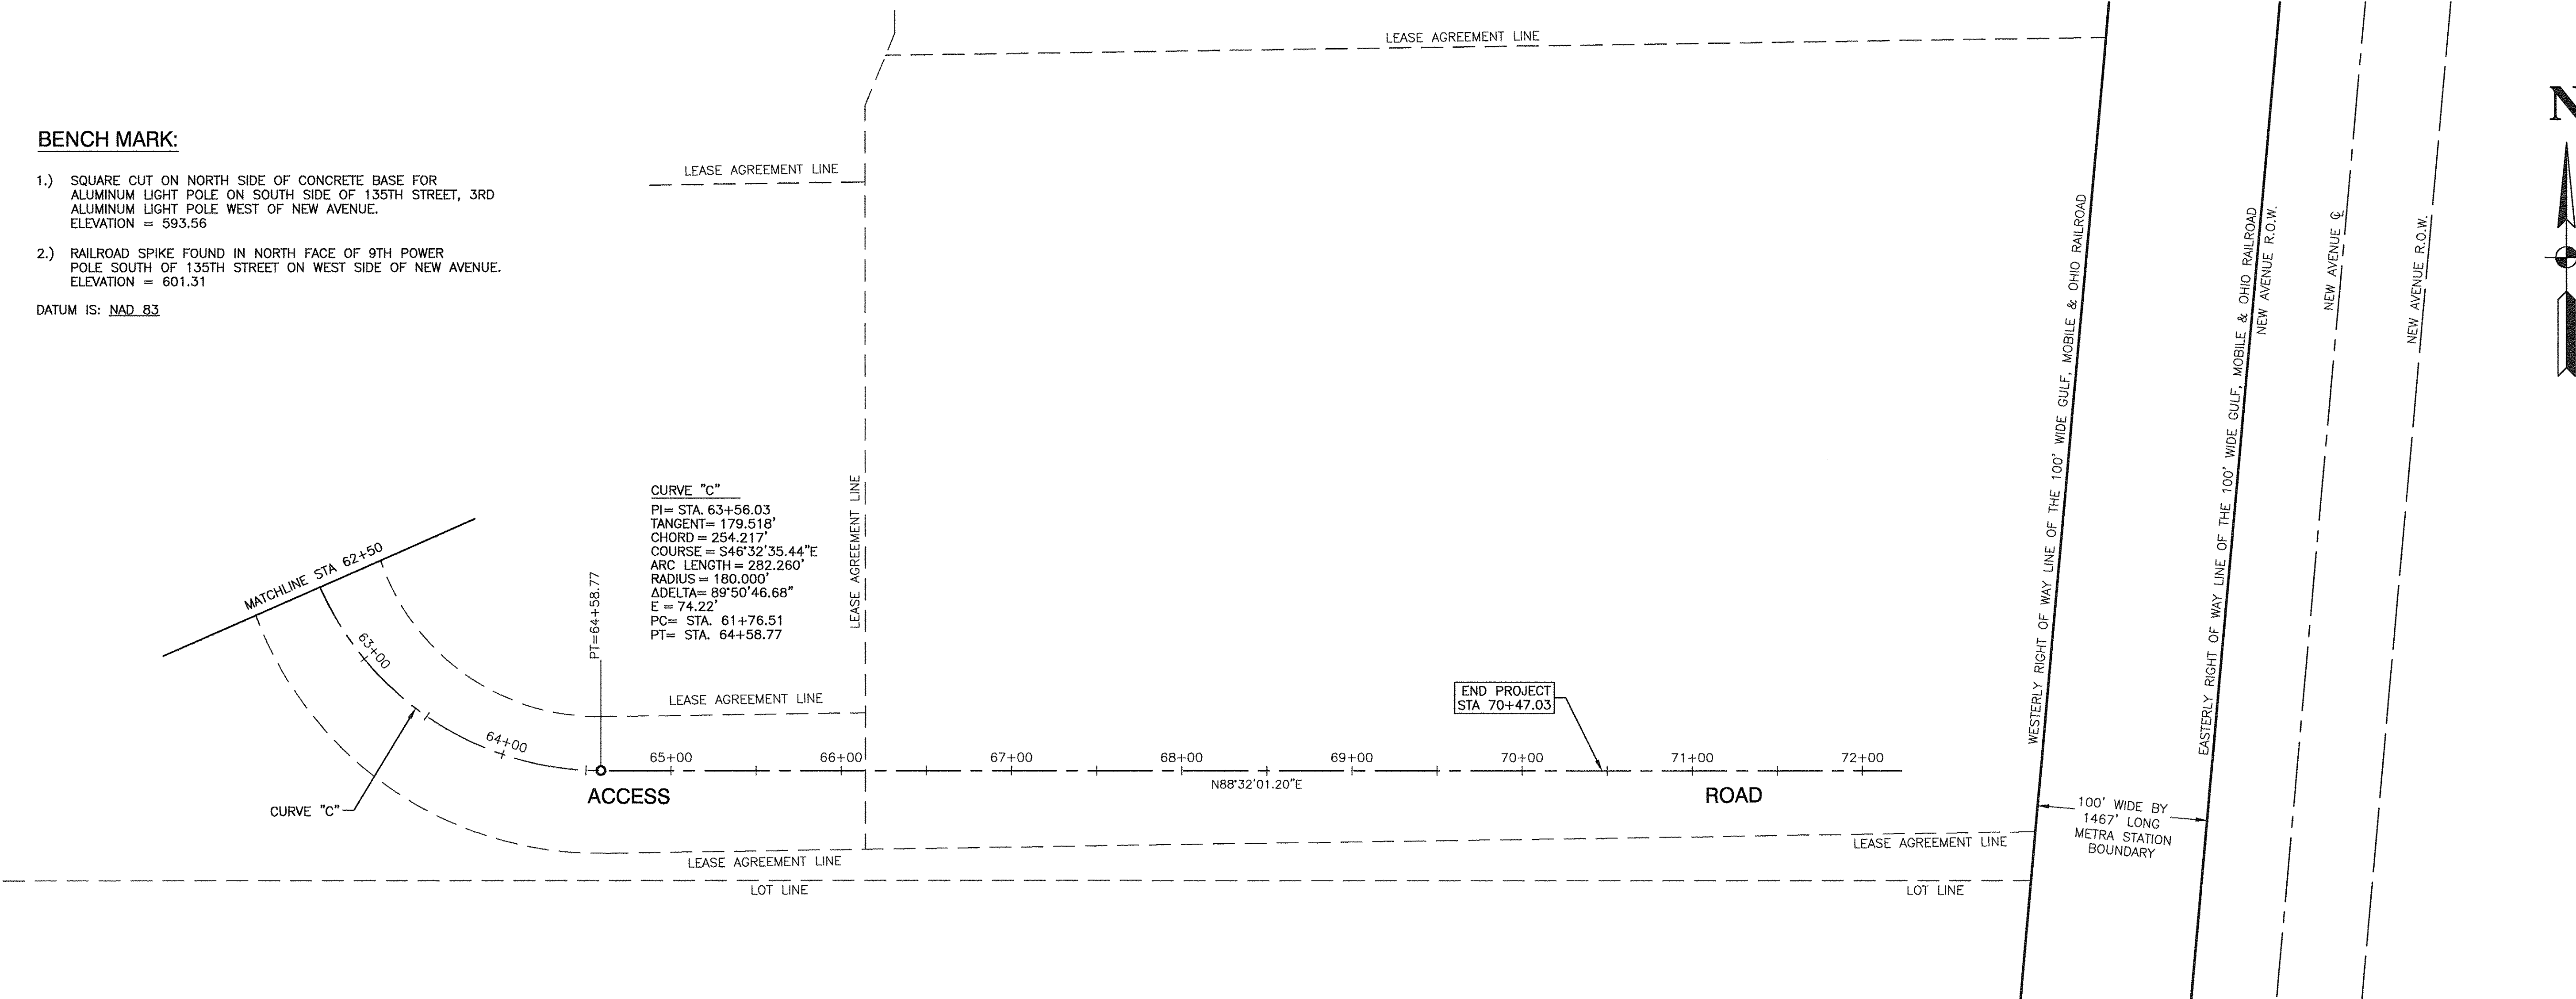 LEASE AGREEMENT LINE
N
BENCH MARK:
1.) SQUARE CUT ON NORTH SIDE OF CONCRETE BASE FOR
ALUMINUM LIGHT POLE ON SOUTH SIDE OF 135TH STREET, 3RD
ALUMINUM LIGHT POLE WEST OF NEW AVENUE.
ELEVATION = 593.56
2.) RAILROAD SPIKE FOUND IN NORTH FACE OF 9TH POWER
POLE SOUTH OF 135TH STREET ON WEST SIDE OF NEW AVENUE.
ELEVATION = 601.31
DATUM IS: NAD 83
LEASE AGREEMENT LINE
WESTERLY RIGHT OF WAY LINE OF THE 100' WIDE GULF, MOBILE & OHIO RAILROAD
EASTERLY RIGHT OF WAY LINE OF THE 100' WIDE GULF, MOBILE & OHIO RAILROAD
NEW AVENUE R.O.W.
NEW AVENUE ℄
NEW AVENUE R.O.W.
CURVE "C"
PI= STA. 63+56.03
TANGENT= 179.518'
CHORD = 254.217'
COURSE = S46°32'35.44"E
ARC LENGTH = 282.260'
RADIUS = 180.000'
ΔDELTA= 89°50'46.68"
E = 74.22'
PC= STA. 61+76.51
PT= STA. 64+58.77
LEASE AGREEMENT LINE
MATCHLINE STA 62+50
PT=64+58.77
63+00
64+00
LEASE AGREEMENT LINE
END PROJECT
STA 70+47.03
65+00
66+00
67+00
68+00
69+00
70+00
71+00
72+00
N88°32'01.20"E
ACCESS
ROAD
CURVE "C"
100' WIDE BY
1467' LONG
METRA STATION
BOUNDARY
LEASE AGREEMENT LINE
LEASE AGREEMENT LINE
LOT LINE
LOT LINE